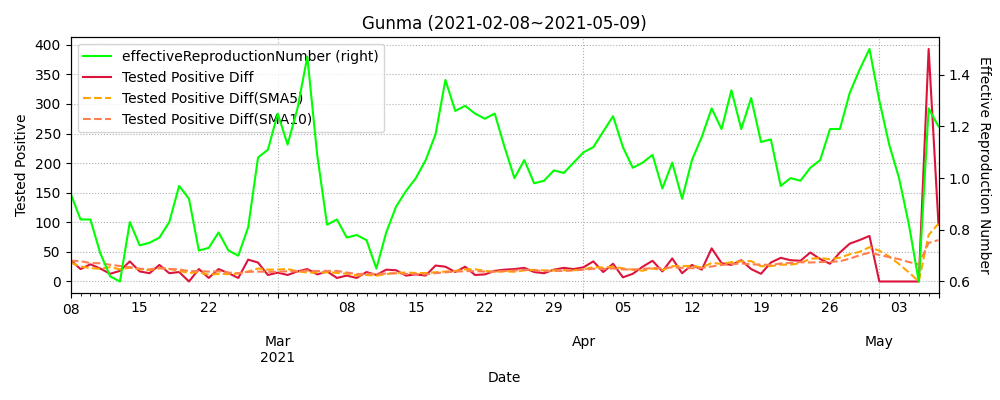 Gunma (2021-02-08~2021-05-09)
effectiveReproductionNumber (right)
Tested Positive Diff
Tested Positive Diff(SMA5)
Tested Positive Diff(SMA10)
Tested Positive
400
350
300
250
200
150
100
50
0
1.4
1.2
1.0
0.8
0.6
Effective Reproduction Number
08 15 22 08 15 22 29 05 12 19 26 03
Mar Apr May
2021
Date